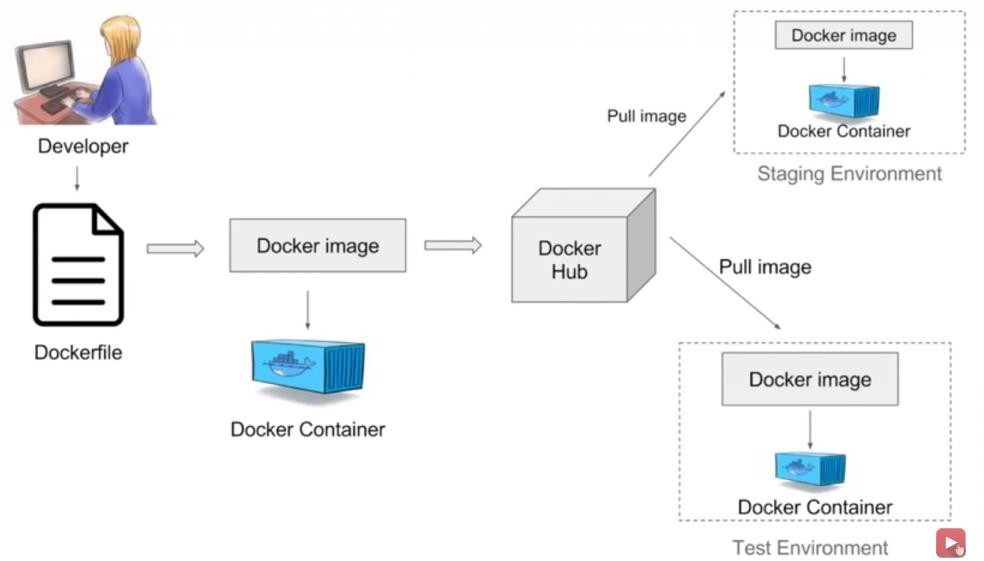 Developer
Dockerfile
Docker image
Docker Container
Docker
Hub
Pull image
Docker image
Docker Container
Staging Environment
Pull image
Docker image
Docker Container
Test Environment